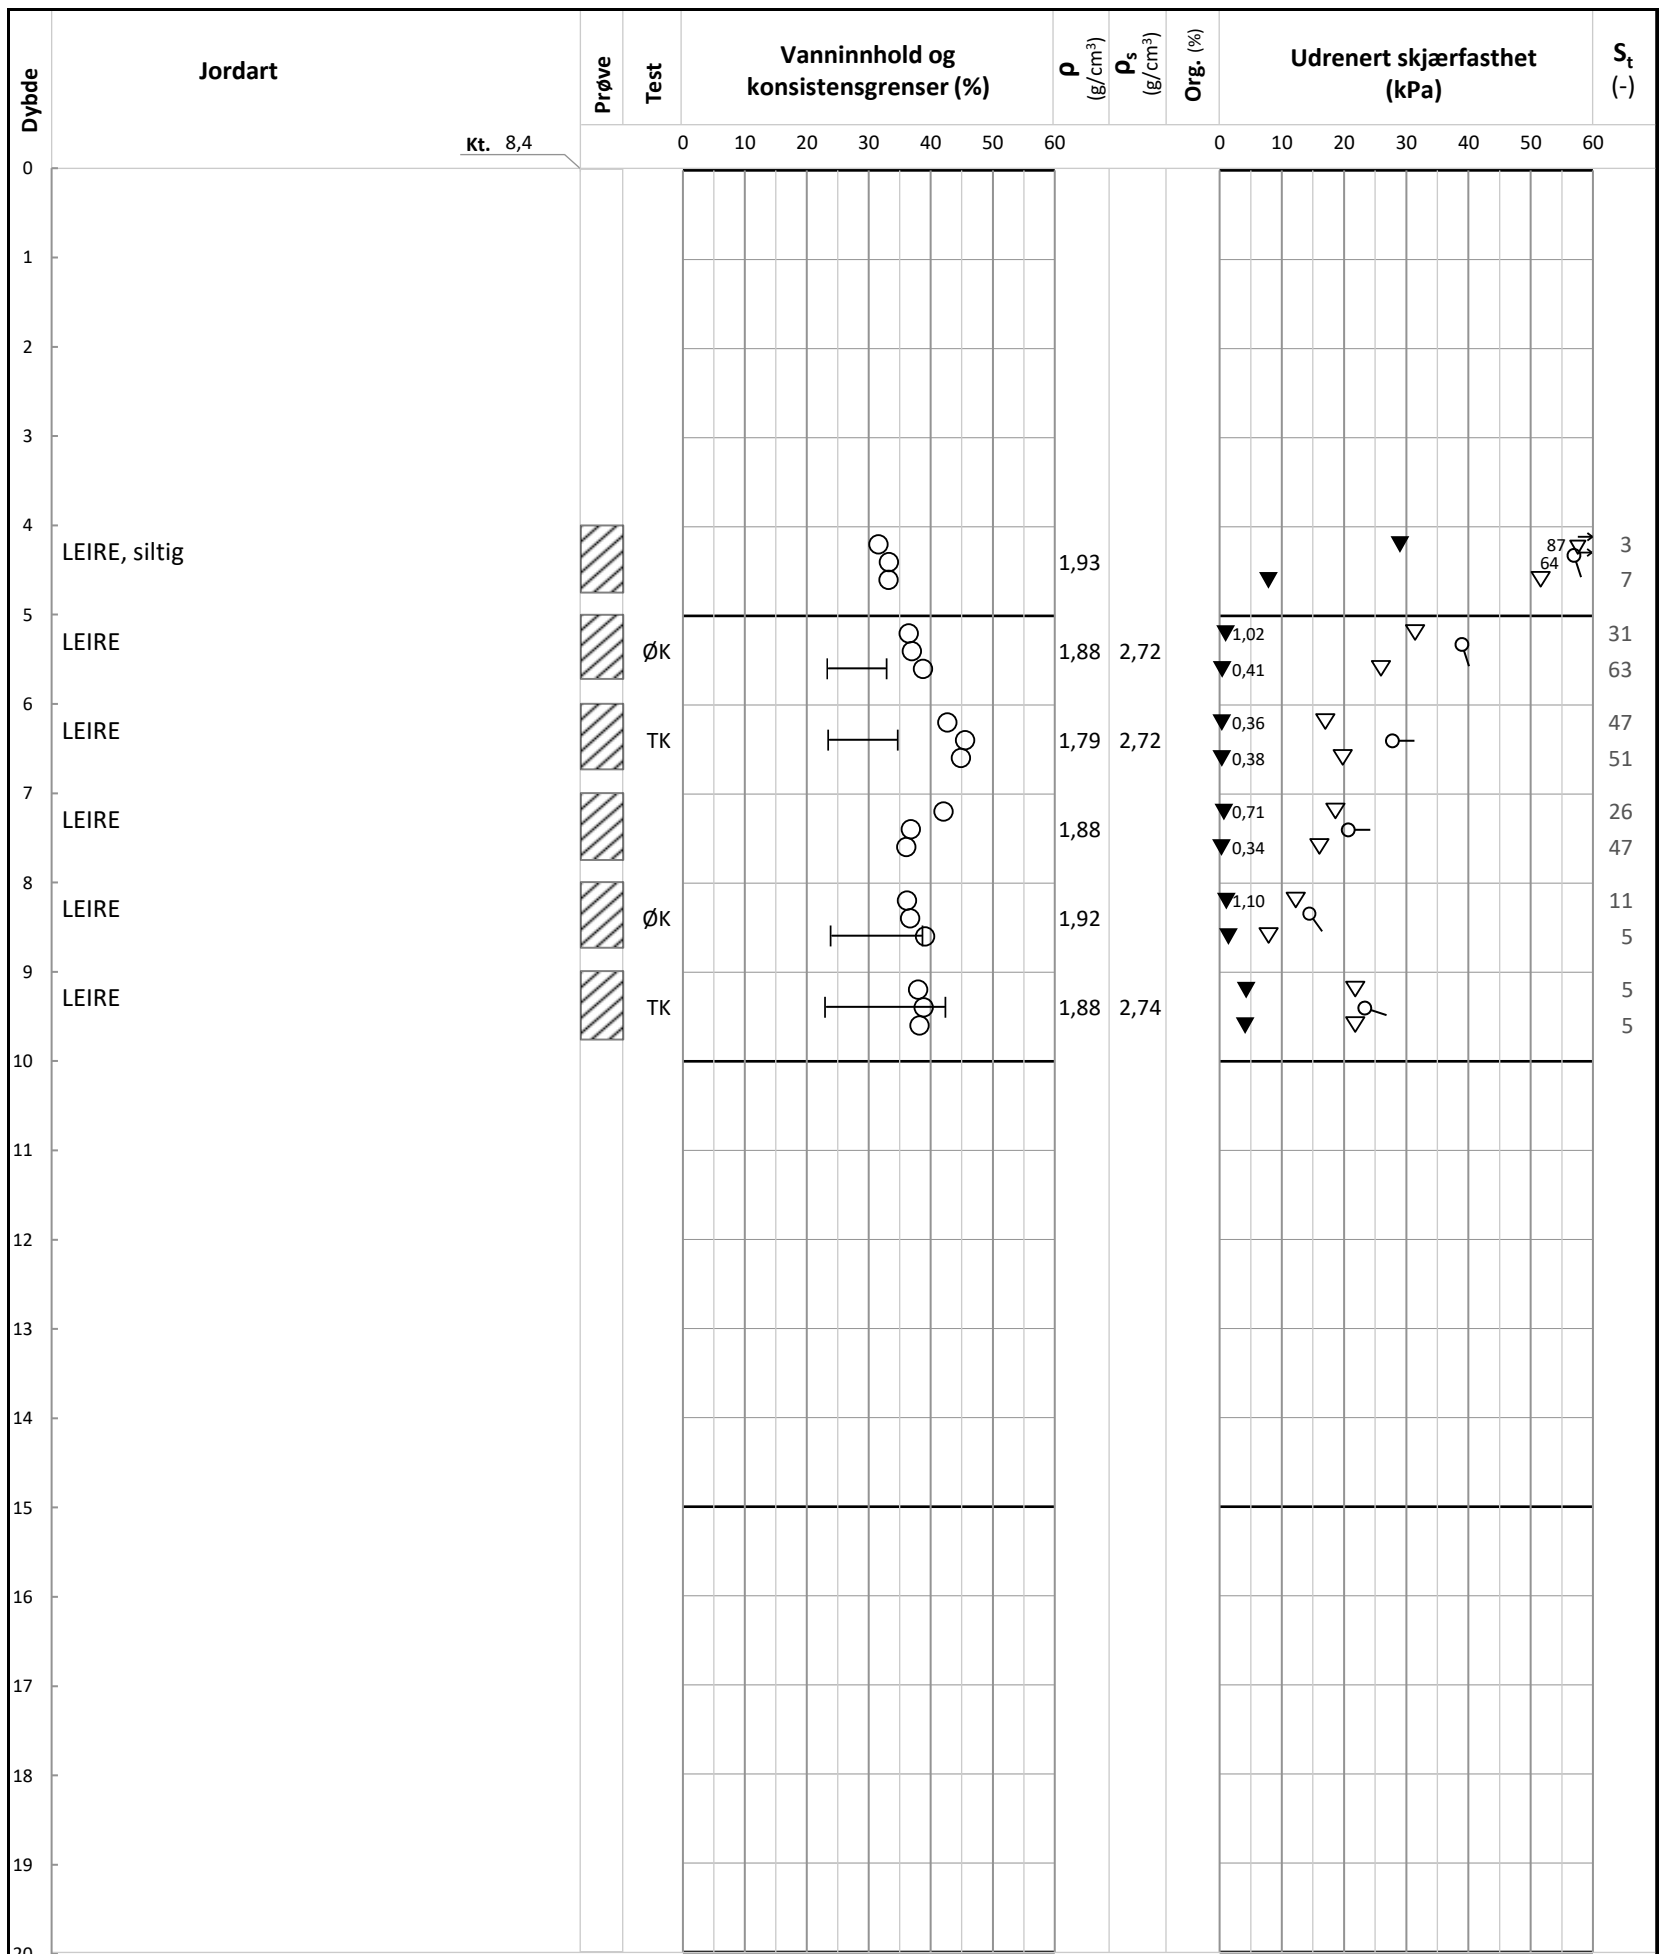 Dybde
Jordart
Prøve
Test
Vanninnhold og
konsistensgrenser (%)
ρ
(g/cm³)
ρs
(g/cm³)
Org. (%)
Udrenert skjærfasthet
(kPa)
St
(-)
Kt. 8,4
0 10 20 30 40 50 60
0 10 20 30 40 50 60
0
1
2
3
4
LEIRE, siltig
1,93
87
64
3
7
5
LEIRE
ØK
1,88
2,72
1,02
0,41
31
63
6
LEIRE
TK
1,79
2,72
0,36
0,38
47
51
7
LEIRE
1,88
0,71
0,34
26
47
8
LEIRE
ØK
1,92
1,10
11
5
9
LEIRE
TK
1,88
2,74
5
5
10
11
12
13
14
15
16
17
18
19
20